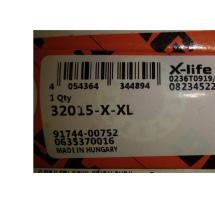 X-life
0236T0919/
08234522
4 054364 344894
1 Qty
32015-X-XL
91744-00752
0635370016
MADE IN HUNGARY